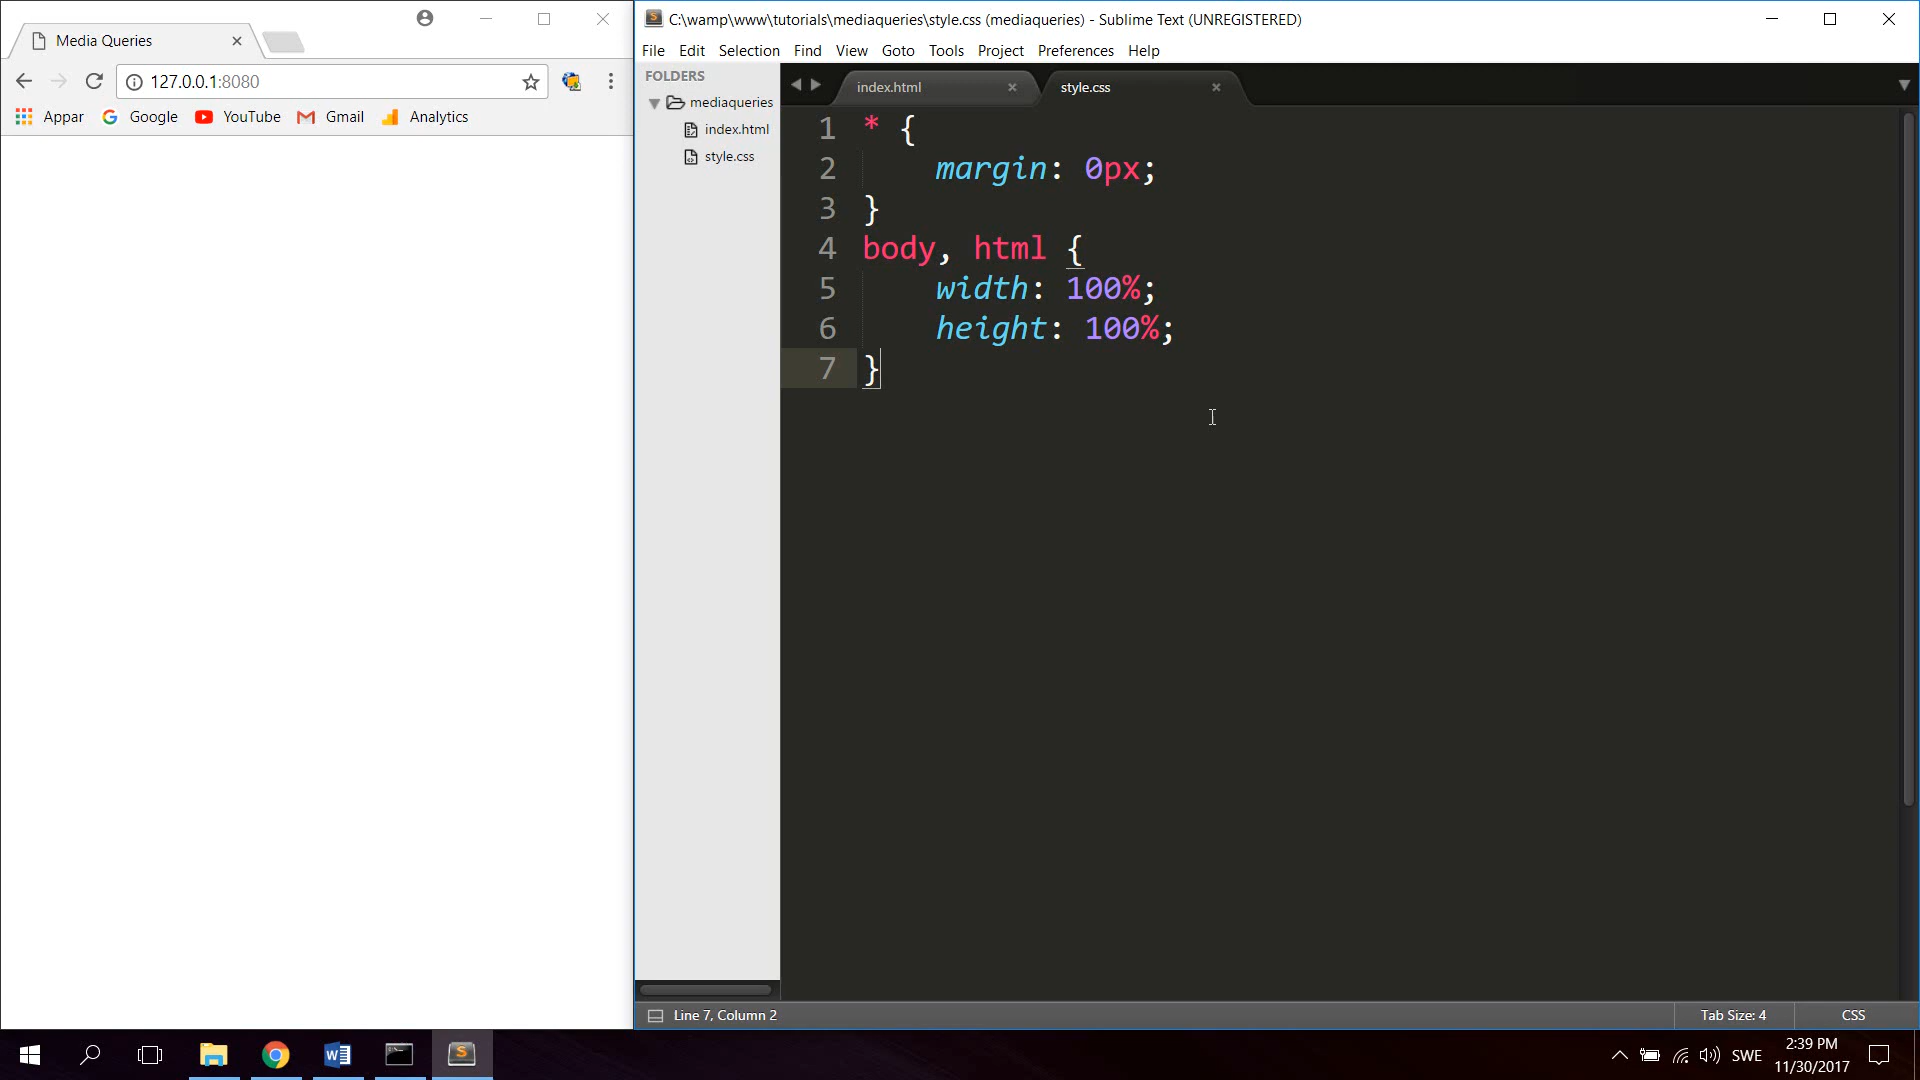 Media Queries
127.0.0.1:8080
Appar Google YouTube Gmail Analytics
C:\wamp\www\tutorials\mediaqueries\style.css (mediaqueries) - Sublime Text (UNREGISTERED)
File Edit Selection Find View Goto Tools Project Preferences Help
FOLDERS
mediaqueries
index.html
style.css
index.html style.css
1 * {
2 margin: 0px;
3 }
4 body, html {
5 width: 100%;
6 height: 100%;
7 }
Line 7, Column 2 Tab Size: 4 CSS
SWE 2:39 PM
11/30/2017